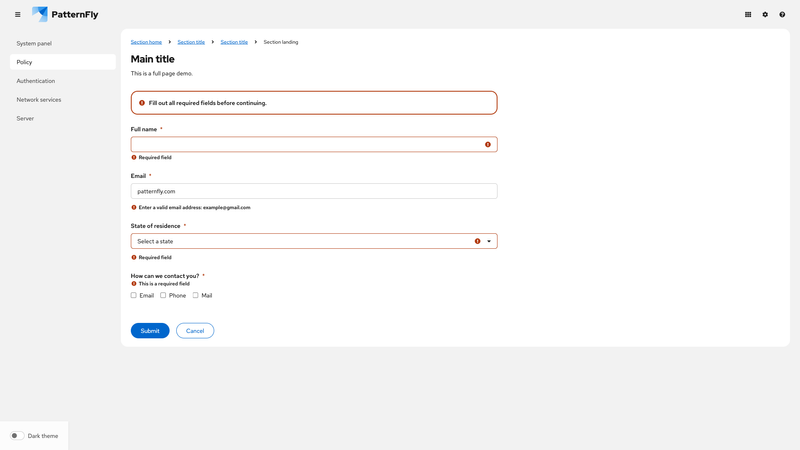 PatternFly
System panel
Policy
Authentication
Network services
Server
Section home Section title Section title Section landing
Main title
This is a full page demo.
Fill out all required fields before continuing.
Full name *
Required field
Email *
patternfly.com
Enter a valid email address: example@gmail.com
State of residence *
Select a state
Required field
How can we contact you? *
This is a required field
Email Phone Mail
Submit Cancel
Dark theme